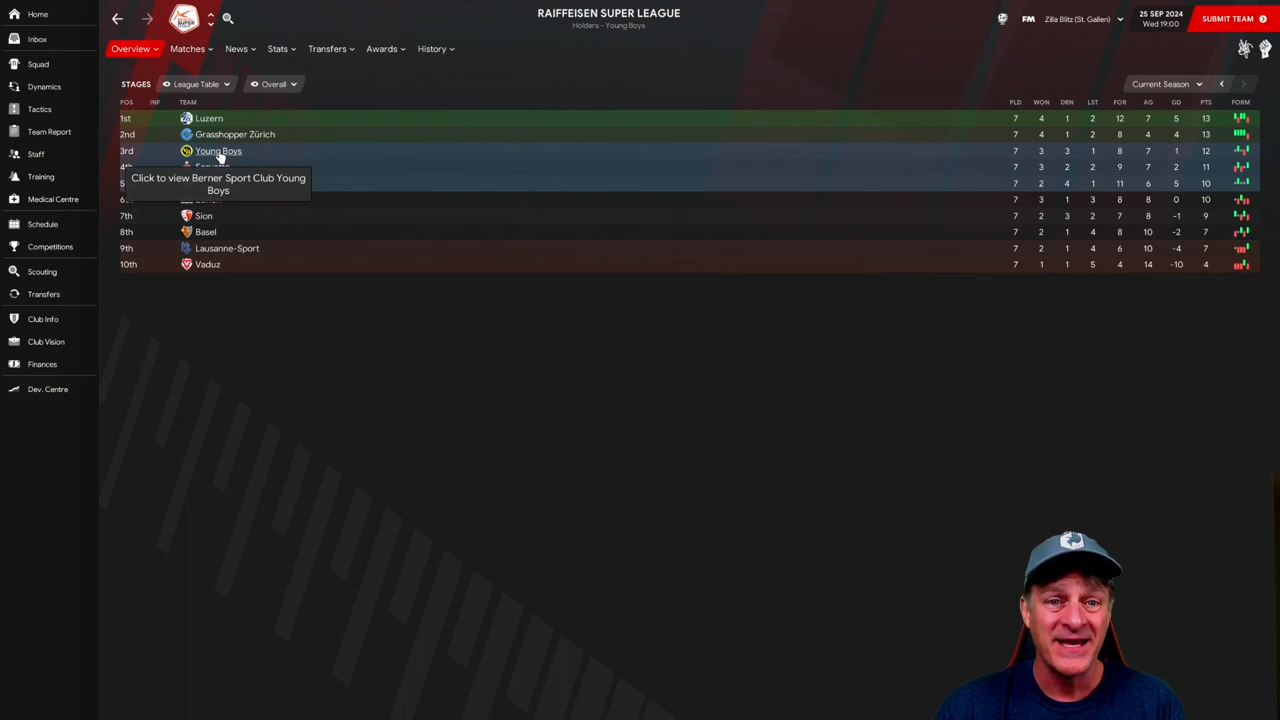 Home
RAIFFEISEN SUPER LEAGUE
Holders - Young Boys
FM Zilla Blitz (St. Gallen)
25 SEP 2024
Wed 19:00
SUBMIT TEAM
Inbox
Squad
Dynamics
Tactics
Team Report
Staff
Training
Medical Centre
Schedule
Competitions
Scouting
Transfers
Club Info
Club Vision
Finances
Dev. Centre
Overview Matches News Stats Transfers Awards History
STAGES League Table Overall Current Season
POS INF TEAM PLD WON DRN LST FOR AG GD PTS FORM
1st Luzern 7 4 1 2 12 7 5 13
2nd Grasshopper Zürich 7 4 1 2 8 4 4 13
3rd Young Boys 7 3 3 1 8 7 1 12
7 3 2 2 9 7 2 11
Click to view Berner Sport Club Young
Boys
7 2 4 1 11 6 5 10
7 3 1 3 8 8 0 10
7th Sion 7 2 3 2 7 8 -1 9
8th Basel 7 2 1 4 8 10 -2 7
9th Lausanne-Sport 7 2 1 4 6 10 -4 7
10th Vaduz 7 1 1 5 4 14 -10 4